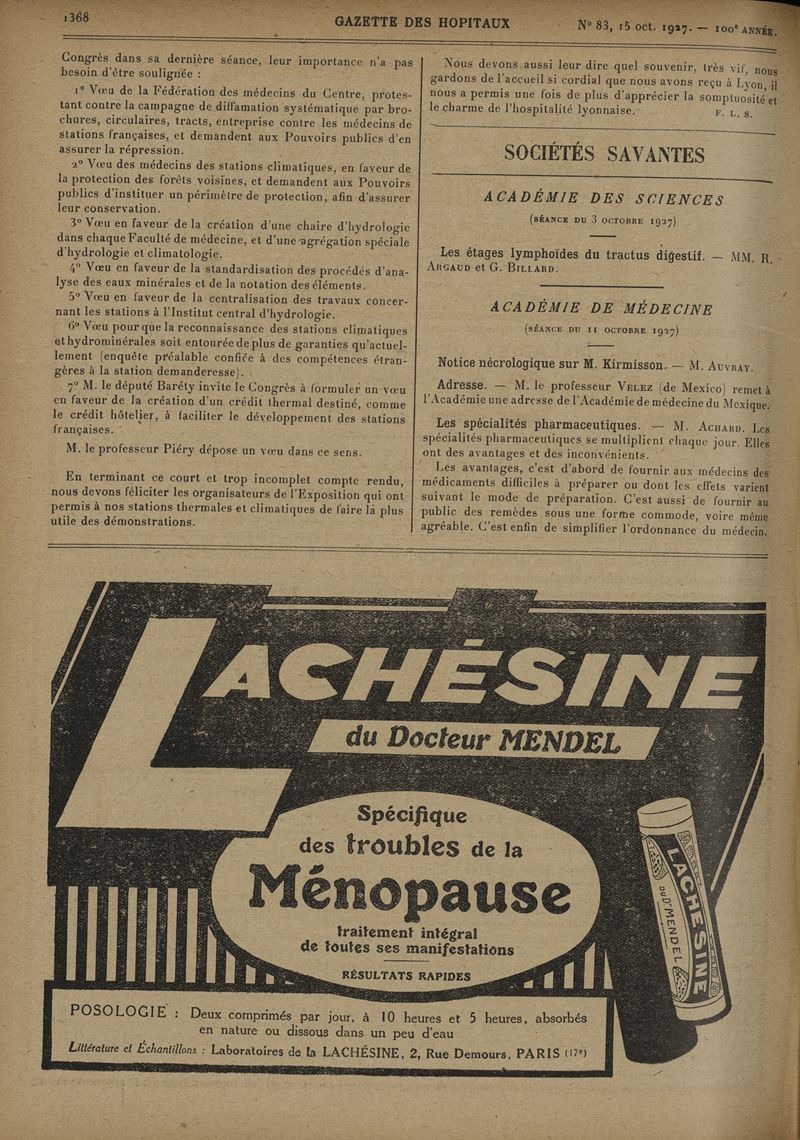 1368
GAZETTE DES HOPITAUX
N° 83, 15 oct. 1927. — 100e ANNÉE.
Congrès dans sa dernière séance, leur importance n'a pas
besoin d'être soulignée :
1° Vœu de la Fédération des médecins du Centre, protes-
tant contre la campagne de diffamation systématique par bro-
chures, circulaires, tracts, entreprise contre les médecins de
stations françaises, et demandent aux Pouvoirs publics d'en
assurer la répression.
2° Vœu des médecins des stations climatiques, en faveur de
la protection des forêts voisines, et demandent aux Pouvoirs
publics d'instituer un périmètre de protection, afin d'assurer
leur conservation.
3° Vœu en faveur de la création d'une chaire d'hydrologie
dans chaque Faculté de médecine, et d'une agrégation spéciale
d'hydrologie et climatologie.
4° Vœu en faveur de la standardisation des procédés d'ana-
lyse des eaux minérales et de la notation des éléments.
5° Vœu en faveur de la centralisation des travaux concer-
nant les stations à l'Institut central d'hydrologie.
6° Vœu pour que la reconnaissance des stations climatiques
et hydrominérales soit entourée de plus de garanties qu'actuel-
lement (enquête préalable confiée à des compétences étran-
gères à la station demanderesse).
7° M. le député Baréty invite le Congrès à formuler un vœu
en faveur de la création d'un crédit thermal destiné, comme
le crédit hôtelier, à faciliter le développement des stations
françaises.
M. le professeur Piéry dépose un vœu dans ce sens.
En terminant ce court et trop incomplet compte rendu,
nous devons féliciter les organisateurs de l'Exposition qui ont
permis à nos stations thermales et climatiques de faire la plus
utile des démonstrations.
Nous devons aussi leur dire quel souvenir, très vif, nous
gardons de l'accueil si cordial que nous avons reçu à Lyon, il
nous a permis une fois de plus d'apprécier la somptuosité et
le charme de l'hospitalité lyonnaise. F. L. S.
SOCIÉTÉS SAVANTES
ACADÉMIE DES SCIENCES
(SÉANCE DU 3 OCTOBRE 1927)
Les étages lymphoïdes du tractus digestif. — MM. R.
ARGAUD et G. BILLARD.
ACADÉMIE DE MÉDECINE
(SÉANCE DU 11 OCTOBRE 1927)
Notice nécrologique sur M. Kirmisson. — M. AUVRAY.
Adresse. — M. le professeur VELEZ (de Mexico) remet à
l'Académie une adresse de l'Académie de médecine du Mexique.
Les spécialités pharmaceutiques. — M. ACHARD. Les
spécialités pharmaceutiques se multiplient chaque jour. Elles
ont des avantages et des inconvénients.
Les avantages, c'est d'abord de fournir aux médecins des
médicaments difficiles à préparer ou dont les effets varient
suivant le mode de préparation. C'est aussi de fournir au
public des remèdes sous une forme commode, voire même
agréable. C'est enfin de simplifier l'ordonnance du médecin.
LACHÉSINE
du Docteur MENDEL
Spécifique
des troubles de la
Ménopause
traitement intégral
de toutes ses manifestations
RÉSULTATS RAPIDES
LACHESINE
DU Dr MENDEL
POSOLOGIE : Deux comprimés par jour, à 10 heures et 5 heures, absorbés
en nature ou dissous dans un peu d'eau
Littérature et Échantillons : Laboratoires de la LACHÉSINE, 2, Rue Demours, PARIS (17e)